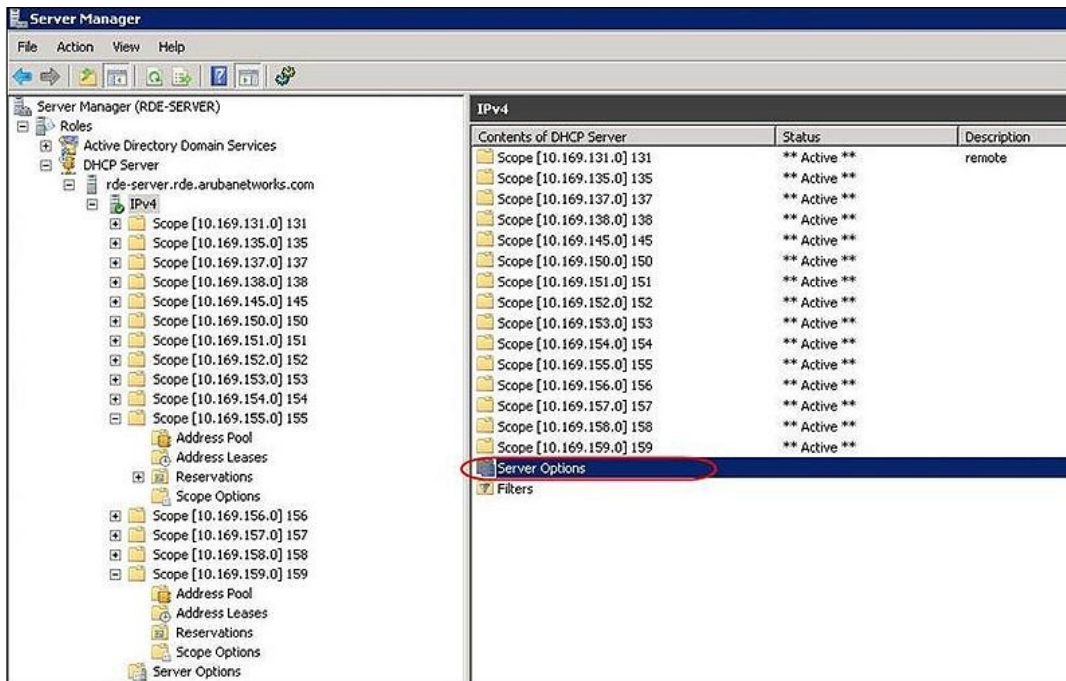 Server Manager
File Action View Help
Server Manager (RDE-SERVER)
Roles
Active Directory Domain Services
DHCP Server
rde-server.rde.arubanetworks.com
IPv4
Scope [10.169.131.0] 131
Scope [10.169.135.0] 135
Scope [10.169.137.0] 137
Scope [10.169.138.0] 138
Scope [10.169.145.0] 145
Scope [10.169.150.0] 150
Scope [10.169.151.0] 151
Scope [10.169.152.0] 152
Scope [10.169.153.0] 153
Scope [10.169.154.0] 154
Scope [10.169.155.0] 155
Address Pool
Address Leases
Reservations
Scope Options
Scope [10.169.156.0] 156
Scope [10.169.157.0] 157
Scope [10.169.158.0] 158
Scope [10.169.159.0] 159
Address Pool
Address Leases
Reservations
Scope Options
Server Options
IPv4
Contents of DHCP Server Status Description
Scope [10.169.131.0] 131 ** Active ** remote
Scope [10.169.135.0] 135 ** Active **
Scope [10.169.137.0] 137 ** Active **
Scope [10.169.138.0] 138 ** Active **
Scope [10.169.145.0] 145 ** Active **
Scope [10.169.150.0] 150 ** Active **
Scope [10.169.151.0] 151 ** Active **
Scope [10.169.152.0] 152 ** Active **
Scope [10.169.153.0] 153 ** Active **
Scope [10.169.154.0] 154 ** Active **
Scope [10.169.155.0] 155 ** Active **
Scope [10.169.156.0] 156 ** Active **
Scope [10.169.157.0] 157 ** Active **
Scope [10.169.158.0] 158 ** Active **
Scope [10.169.159.0] 159 ** Active **
Server Options
Filters